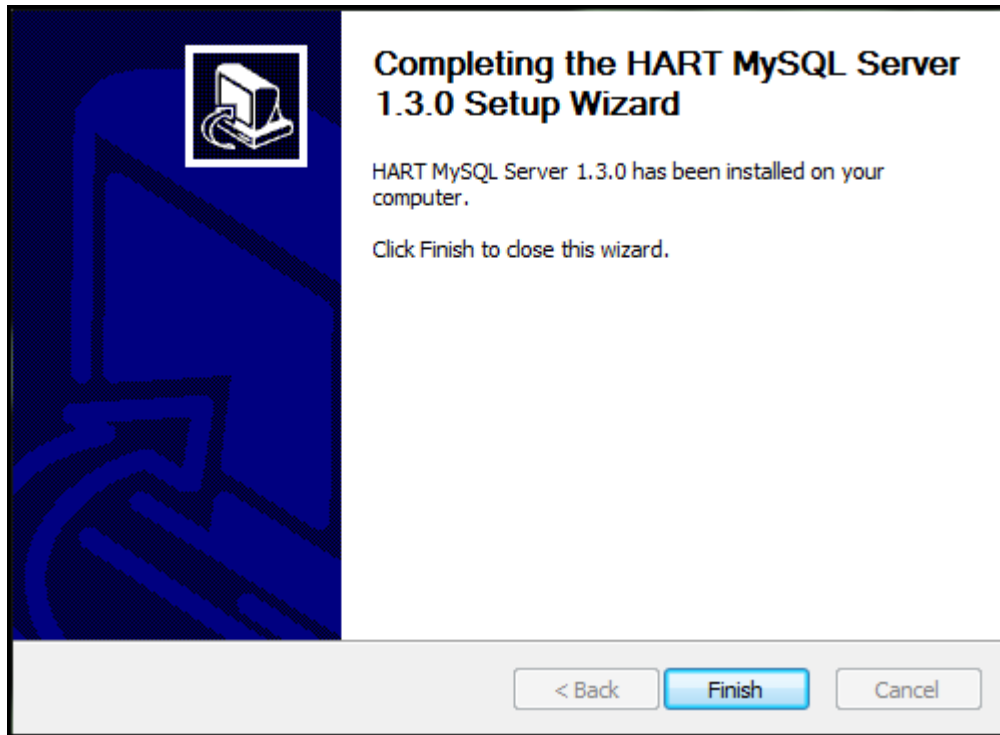 Completing the HART MySQL Server
1.3.0 Setup Wizard
HART MySQL Server 1.3.0 has been installed on your
computer.
Click Finish to close this wizard.
< Back
Finish
Cancel